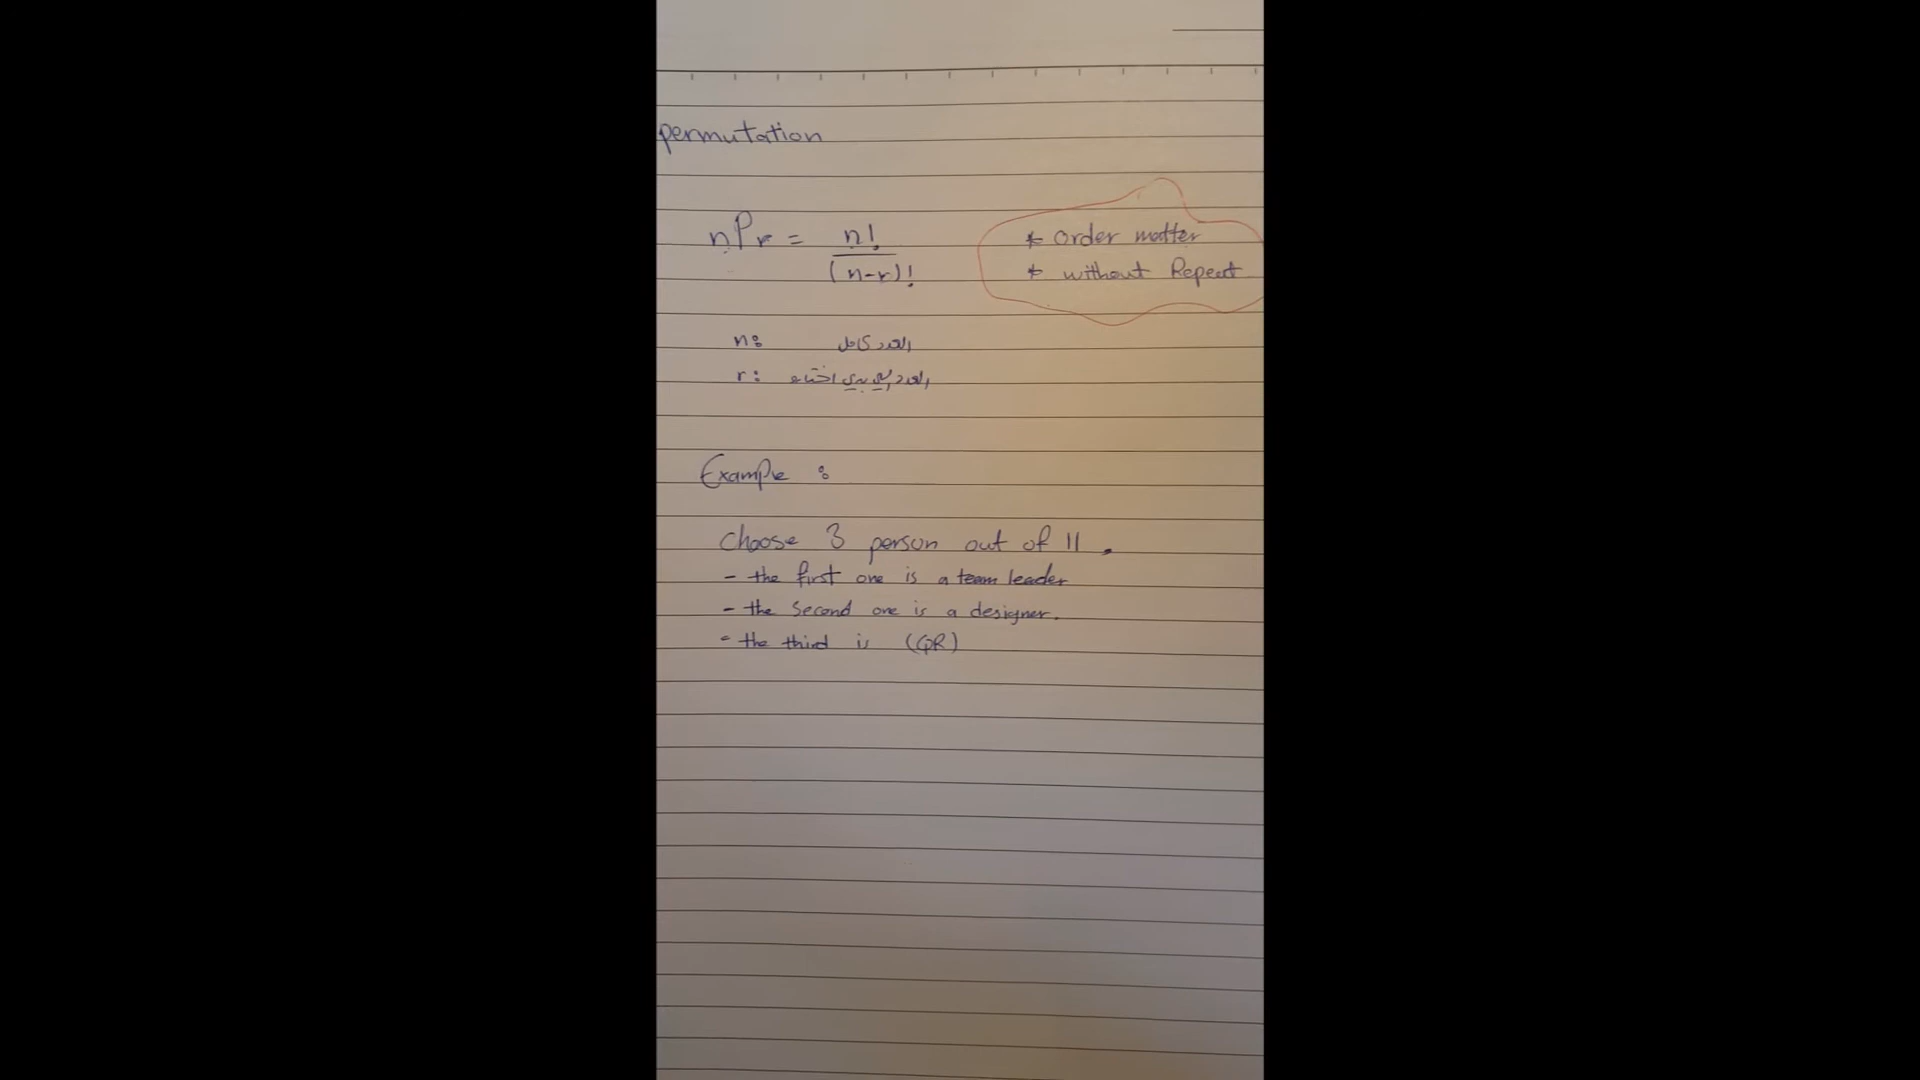 permutation
nPr = n! / (n-r)!
* order matter
* without Repeat
n: العدد كامل
r: العدد الي بدي اختاره
Example :
choose 3 person out of 11 .
- the first one is a team leader
- the second one is a designer.
- the third is (QR)